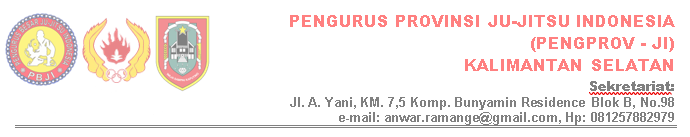 PBJI
PENGURUS PROVINSI JU-JITSU INDONESIA
(PENGPROV - JI)
KALIMANTAN SELATAN
Sekretariat:
Jl. A. Yani, KM. 7,5 Komp. Bunyamin Residence Blok B, No.98
e-mail: anwar.ramange@gmail.com, Hp: 081257882979